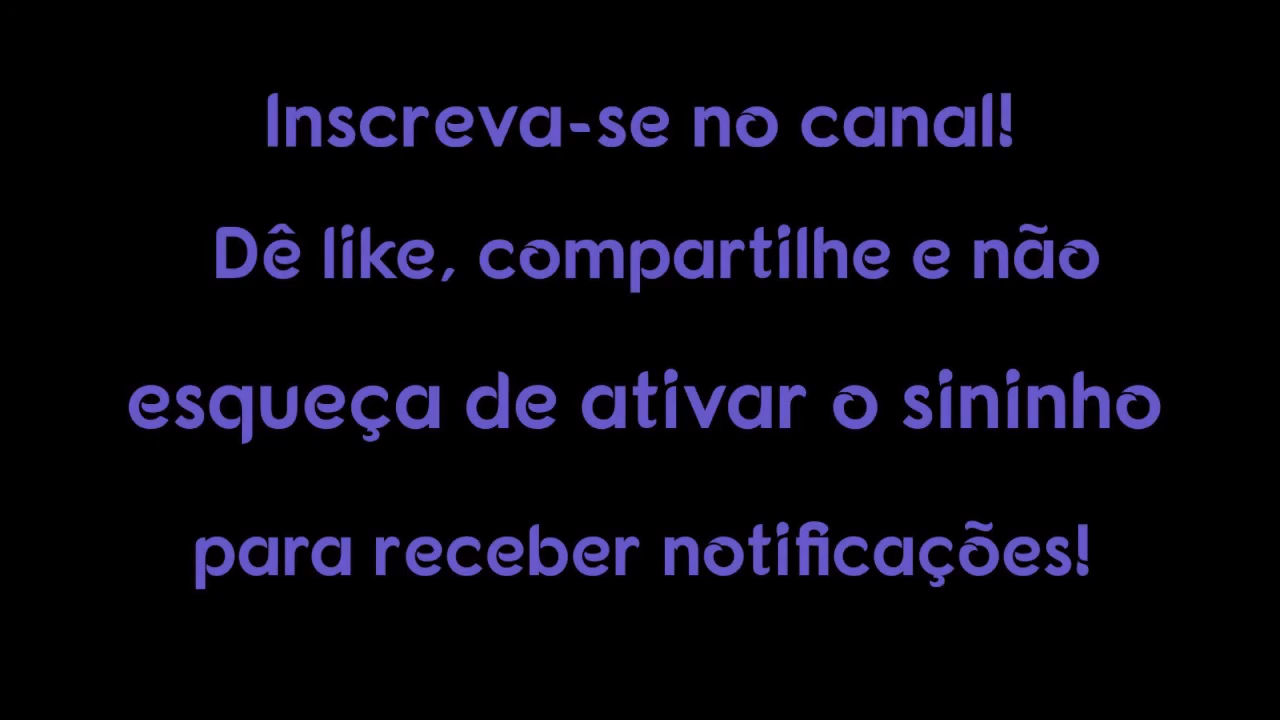 Inscreva-se no canal!
Dê like, compartilhe e não
esqueça de ativar o sininho
para receber notificações!